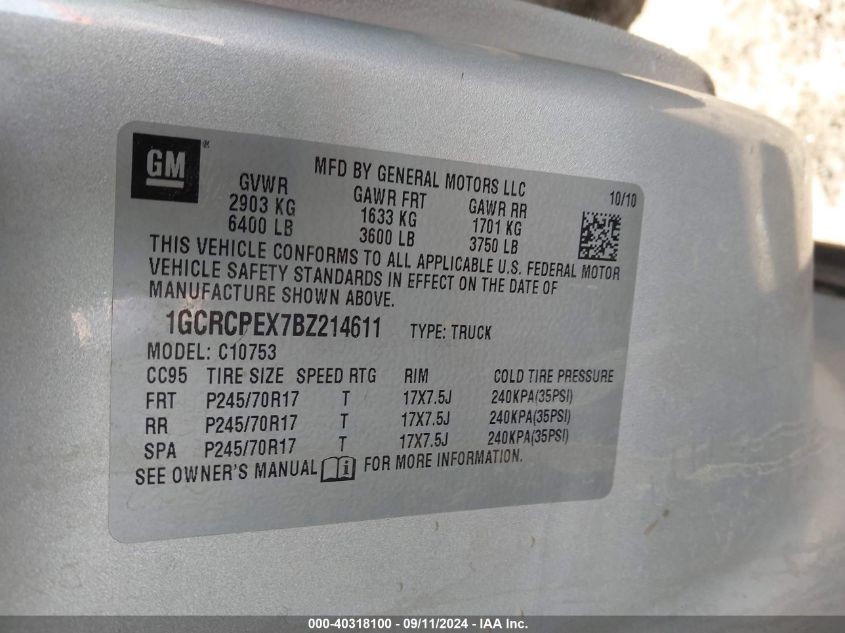 GM
MFD BY GENERAL MOTORS LLC
10/10
GVWR GAWR FRT GAWR RR
2903 KG 1633 KG 1701 KG
6400 LB 3600 LB 3750 LB
THIS VEHICLE CONFORMS TO ALL APPLICABLE U.S. FEDERAL MOTOR
VEHICLE SAFETY STANDARDS IN EFFECT ON THE DATE OF
MANUFACTURE SHOWN ABOVE.
1GCRCPEX7BZ214611 TYPE: TRUCK
MODEL: C10753
CC95 TIRE SIZE SPEED RTG RIM COLD TIRE PRESSURE
FRT P245/70R17 T 17X7.5J 240KPA(35PSI)
RR P245/70R17 T 17X7.5J 240KPA(35PSI)
SPA P245/70R17 T 17X7.5J 240KPA(35PSI)
SEE OWNER'S MANUAL i FOR MORE INFORMATION.
000-40318100 - 09/11/2024 - IAA Inc.